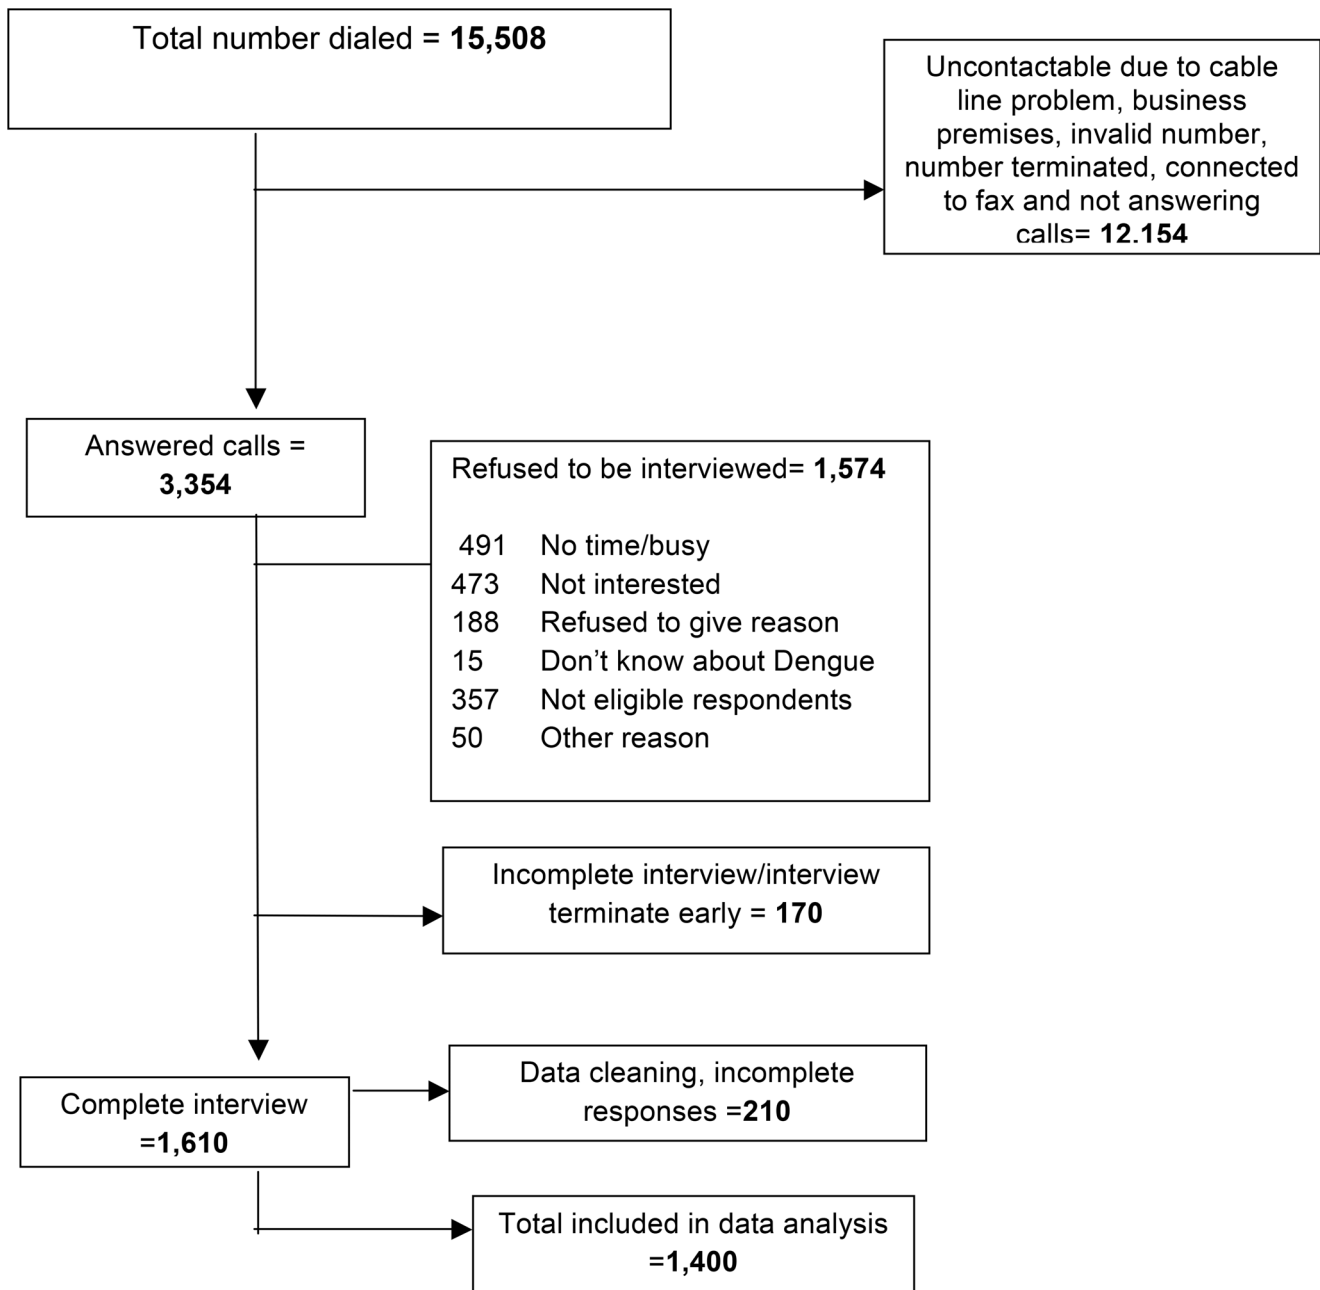 Total number dialed = 15,508
Uncontactable due to cable
line problem, business
premises, invalid number,
number terminated, connected
to fax and not answering
calls= 12.154
Answered calls =
3,354
Refused to be interviewed= 1,574
491 No time/busy
473 Not interested
188 Refused to give reason
15 Don’t know about Dengue
357 Not eligible respondents
50 Other reason
Incomplete interview/interview
terminate early = 170
Complete interview
=1,610
Data cleaning, incomplete
responses =210
Total included in data analysis
=1,400